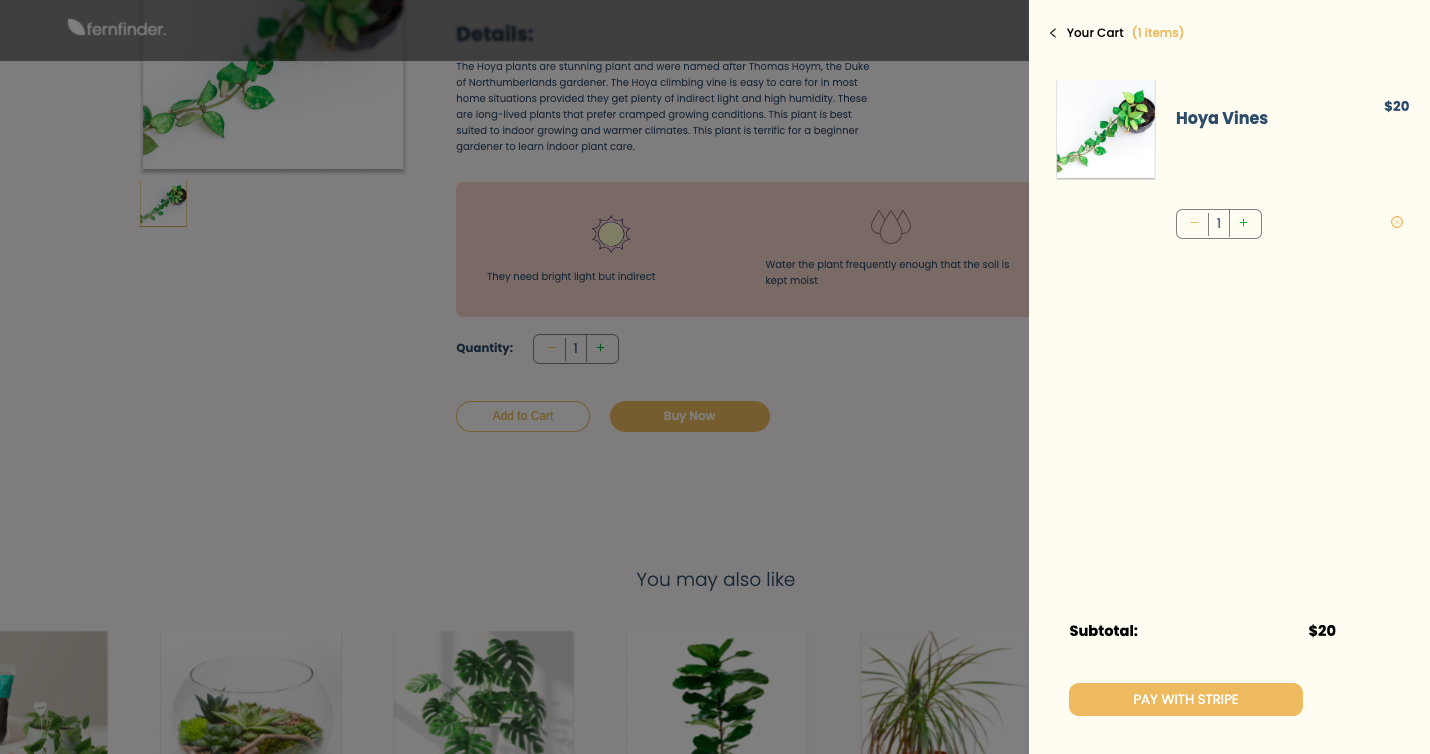 fernfinder.
Details:
The Hoya plants are stunning plant and were named after Thomas Hoym, the Duke
of Northumberlands gardener. The Hoya climbing vine is easy to care for in most
home situations provided they get plenty of indirect light and high humidity. These
are long-lived plants that prefer cramped growing conditions. This plant is best
suited to indoor growing and warmer climates. This plant is terrific for a beginner
gardener to learn indoor plant care.
They need bright light but indirect
Water the plant frequently enough that the soil is
kept moist
Quantity: − 1 +
Add to Cart Buy Now
You may also like
< Your Cart (1 items)
Hoya Vines
$20
− 1 +
Subtotal: $20
PAY WITH STRIPE